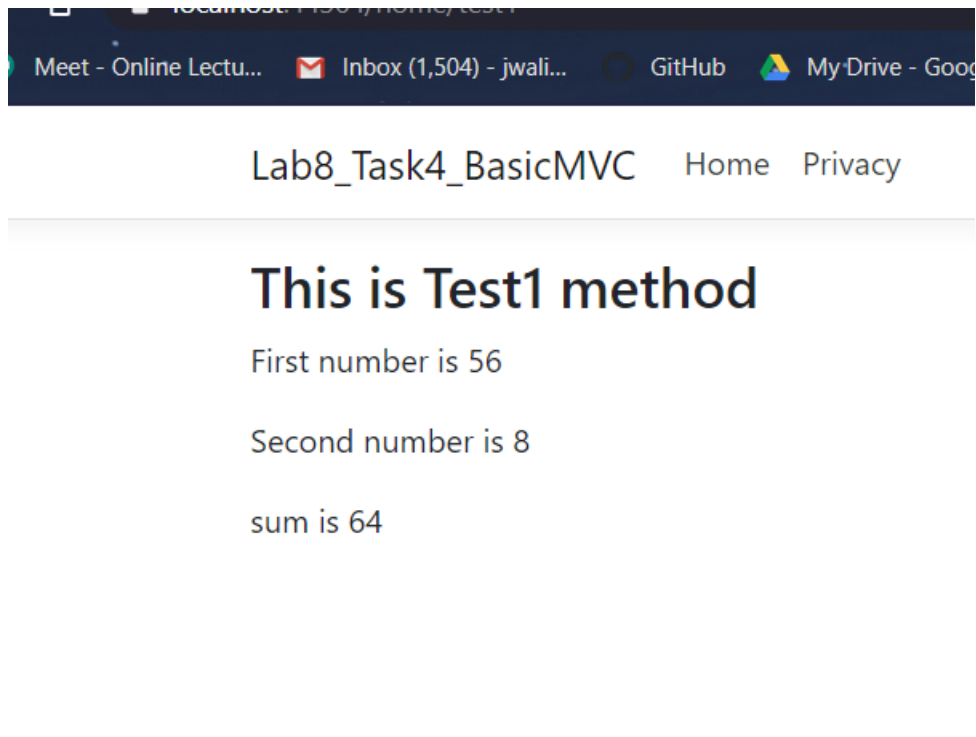 Meet - Online Lectu... Inbox (1,504) - jwali... GitHub My Drive - Goog
Lab8_Task4_BasicMVC Home Privacy
This is Test1 method
First number is 56
Second number is 8
sum is 64